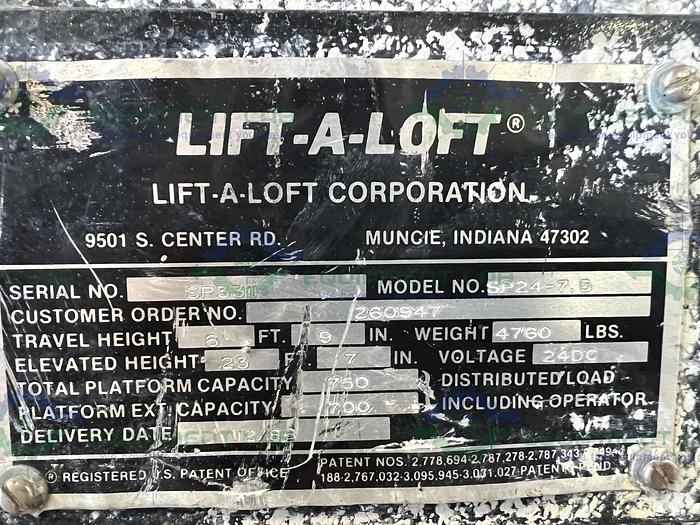 LIFT-A-LOFT®
LIFT-A-LOFT CORPORATION
9501 S. CENTER RD. MUNCIE, INDIANA 47302
SERIAL NO. MODEL NO. SP24-7.5
CUSTOMER ORDER NO. 260947
TRAVEL HEIGHT 6 FT. 9 IN. WEIGHT 4760 LBS.
ELEVATED HEIGHT 23 F 7 IN. VOLTAGE 24DC
TOTAL PLATFORM CAPACITY 750 DISTRIBUTED LOAD
PLATFORM EXT. CAPACITY 700 INCLUDING OPERATOR
DELIVERY DATE
® REGISTERED U.S. PATENT OFFICE PATENT NOS. 2,778,694-2,787,278-2,787,343
188-2,767,032-3,095,945-3,031,027-PATENT PEND.